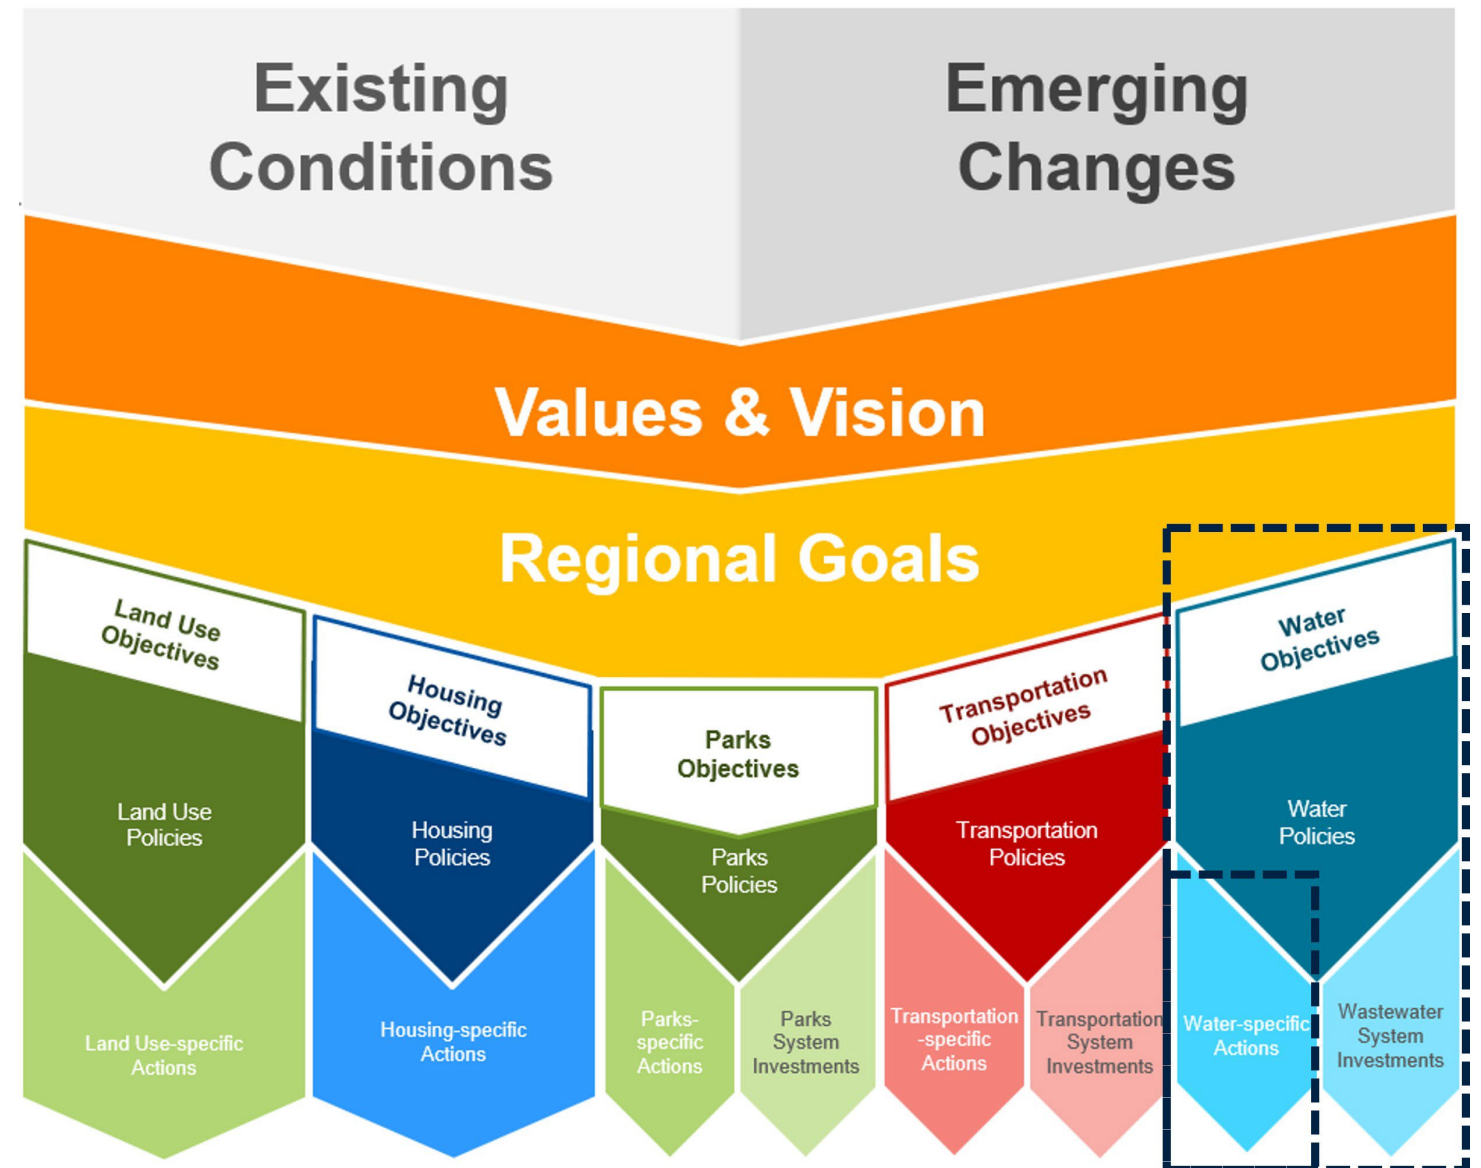 Existing
Conditions
Emerging
Changes
Values & Vision
Regional Goals
Land Use
Objectives
Housing
Objectives
Parks
Objectives
Transportation
Objectives
Water
Objectives
Land Use
Policies
Housing
Policies
Parks
Policies
Transportation
Policies
Water
Policies
Land Use-specific
Actions
Housing-specific
Actions
Parks-
specific
Actions
Parks
System
Investments
Transportation
-specific
Actions
Transportation
System
Investments
Water-specific
Actions
Wastewater
System
Investments